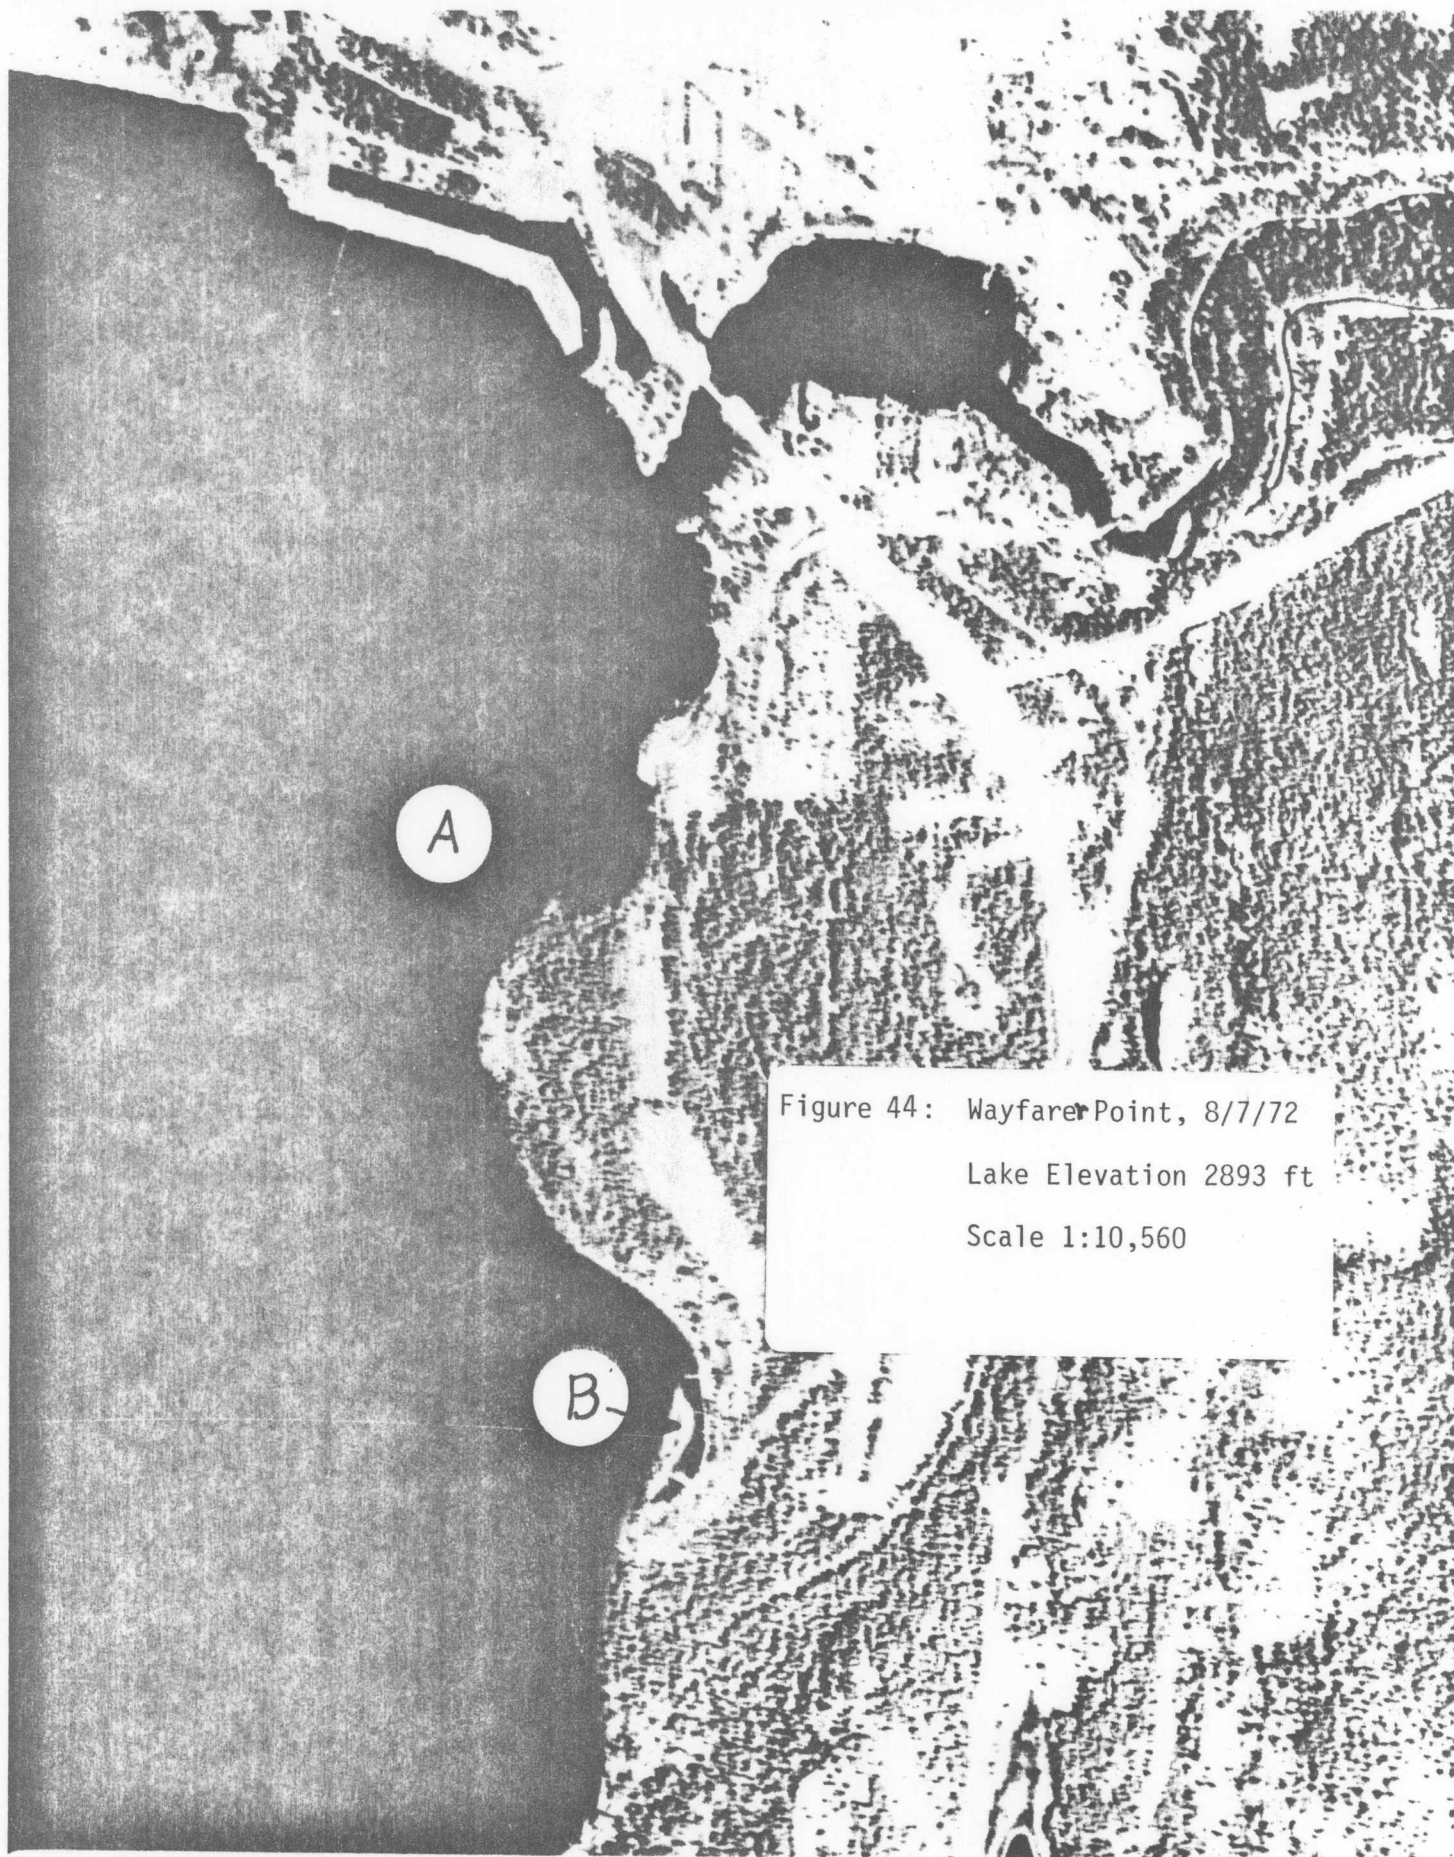 A
Figure 44: Wayfarer Point, 8/7/72
Lake Elevation 2893 ft
Scale 1:10,560
B